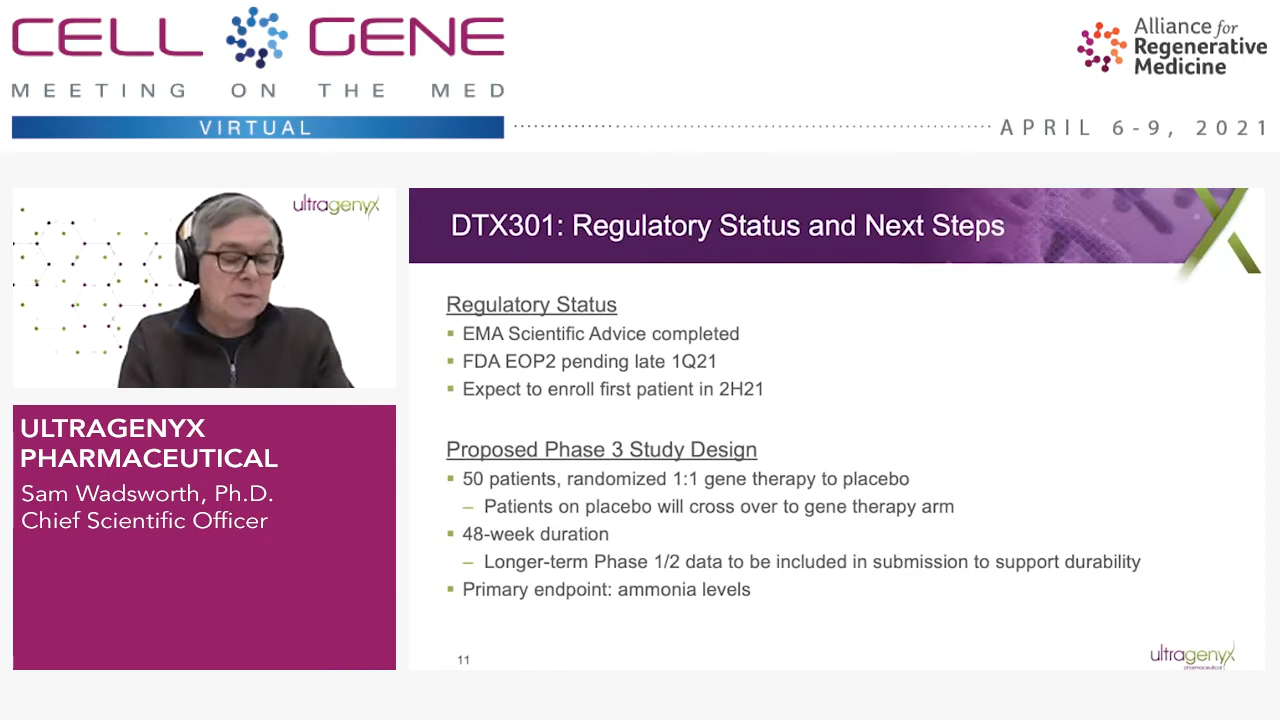 CELL GENE
MEETING ON THE MED
VIRTUAL
APRIL 6-9, 2021
Alliance for
Regenerative
Medicine
ultragenyx
ULTRAGENYX
PHARMACEUTICAL
Sam Wadsworth, Ph.D.
Chief Scientific Officer
DTX301: Regulatory Status and Next Steps
Regulatory Status
▪ EMA Scientific Advice completed
▪ FDA EOP2 pending late 1Q21
▪ Expect to enroll first patient in 2H21
Proposed Phase 3 Study Design
▪ 50 patients, randomized 1:1 gene therapy to placebo
– Patients on placebo will cross over to gene therapy arm
▪ 48-week duration
– Longer-term Phase 1/2 data to be included in submission to support durability
▪ Primary endpoint: ammonia levels
11
ultragenyx
pharmaceutical